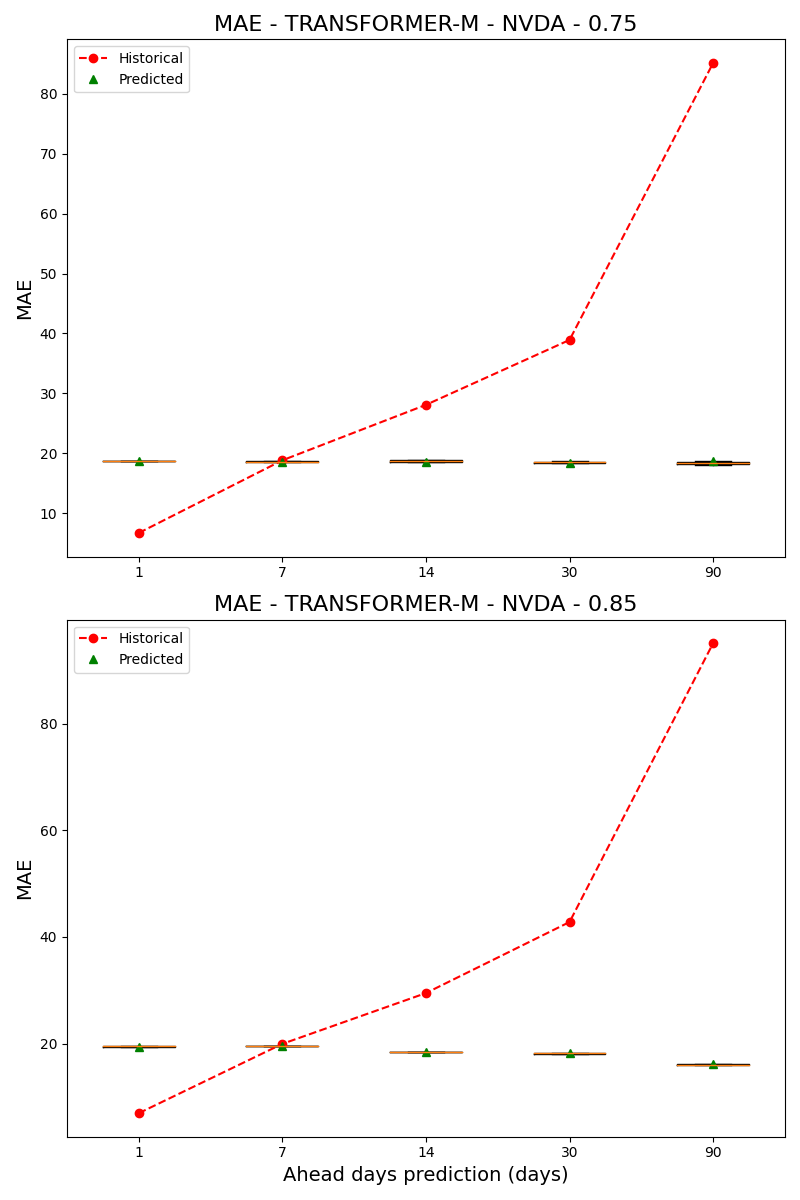 MAE - TRANSFORMER-M - NVDA - 0.75
Historical
Predicted
MAE
80
70
60
50
40
30
20
10
1 7 14 30 90
MAE - TRANSFORMER-M - NVDA - 0.85
Historical
Predicted
MAE
80
60
40
20
1 7 14 30 90
Ahead days prediction (days)